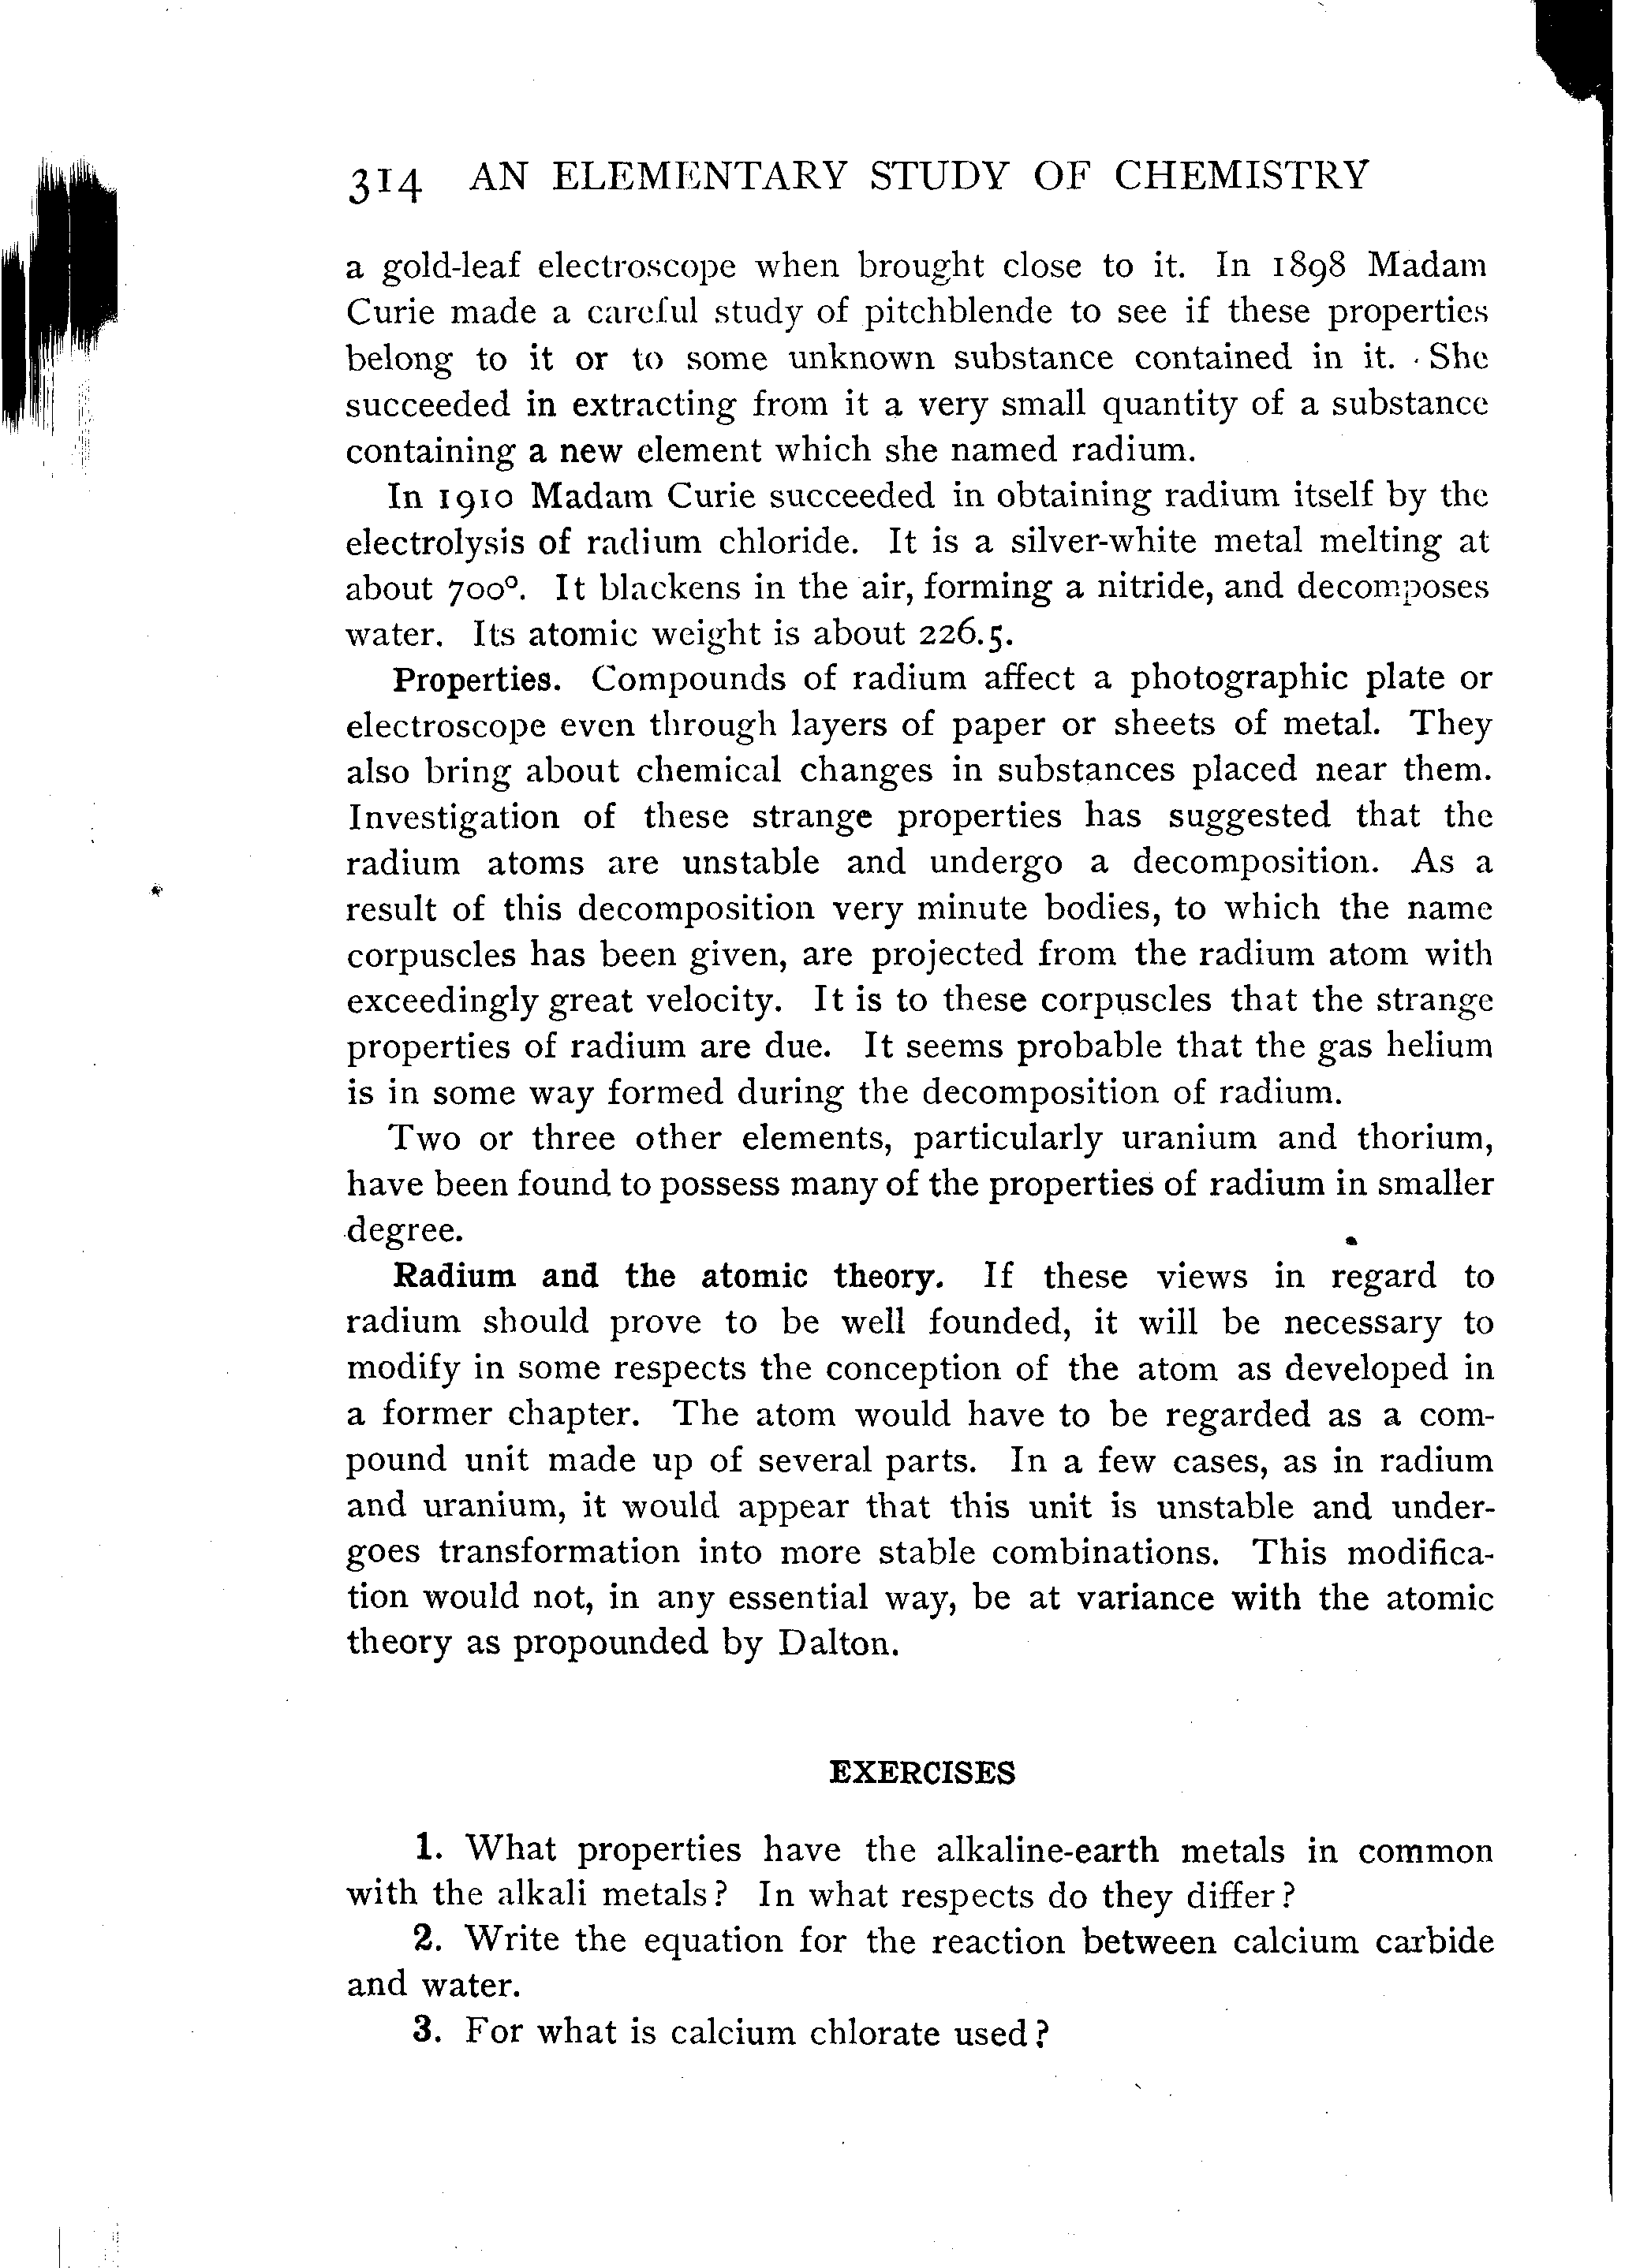 314 AN ELEMENTARY STUDY OF CHEMISTRY
a gold-leaf electroscope when brought close to it. In 1898 Madam
Curie made a careful study of pitchblende to see if these properties
belong to it or to some unknown substance contained in it. She
succeeded in extracting from it a very small quantity of a substance
containing a new element which she named radium.
In 1910 Madam Curie succeeded in obtaining radium itself by the
electrolysis of radium chloride. It is a silver-white metal melting at
about 700°. It blackens in the air, forming a nitride, and decomposes
water. Its atomic weight is about 226.5.
Properties. Compounds of radium affect a photographic plate or
electroscope even through layers of paper or sheets of metal. They
also bring about chemical changes in substances placed near them.
Investigation of these strange properties has suggested that the
radium atoms are unstable and undergo a decomposition. As a
result of this decomposition very minute bodies, to which the name
corpuscles has been given, are projected from the radium atom with
exceedingly great velocity. It is to these corpuscles that the strange
properties of radium are due. It seems probable that the gas helium
is in some way formed during the decomposition of radium.
Two or three other elements, particularly uranium and thorium,
have been found to possess many of the properties of radium in smaller
degree.
Radium and the atomic theory. If these views in regard to
radium should prove to be well founded, it will be necessary to
modify in some respects the conception of the atom as developed in
a former chapter. The atom would have to be regarded as a com-
pound unit made up of several parts. In a few cases, as in radium
and uranium, it would appear that this unit is unstable and under-
goes transformation into more stable combinations. This modifica-
tion would not, in any essential way, be at variance with the atomic
theory as propounded by Dalton.
EXERCISES
1. What properties have the alkaline-earth metals in common
with the alkali metals? In what respects do they differ?
2. Write the equation for the reaction between calcium carbide
and water.
3. For what is calcium chlorate used?